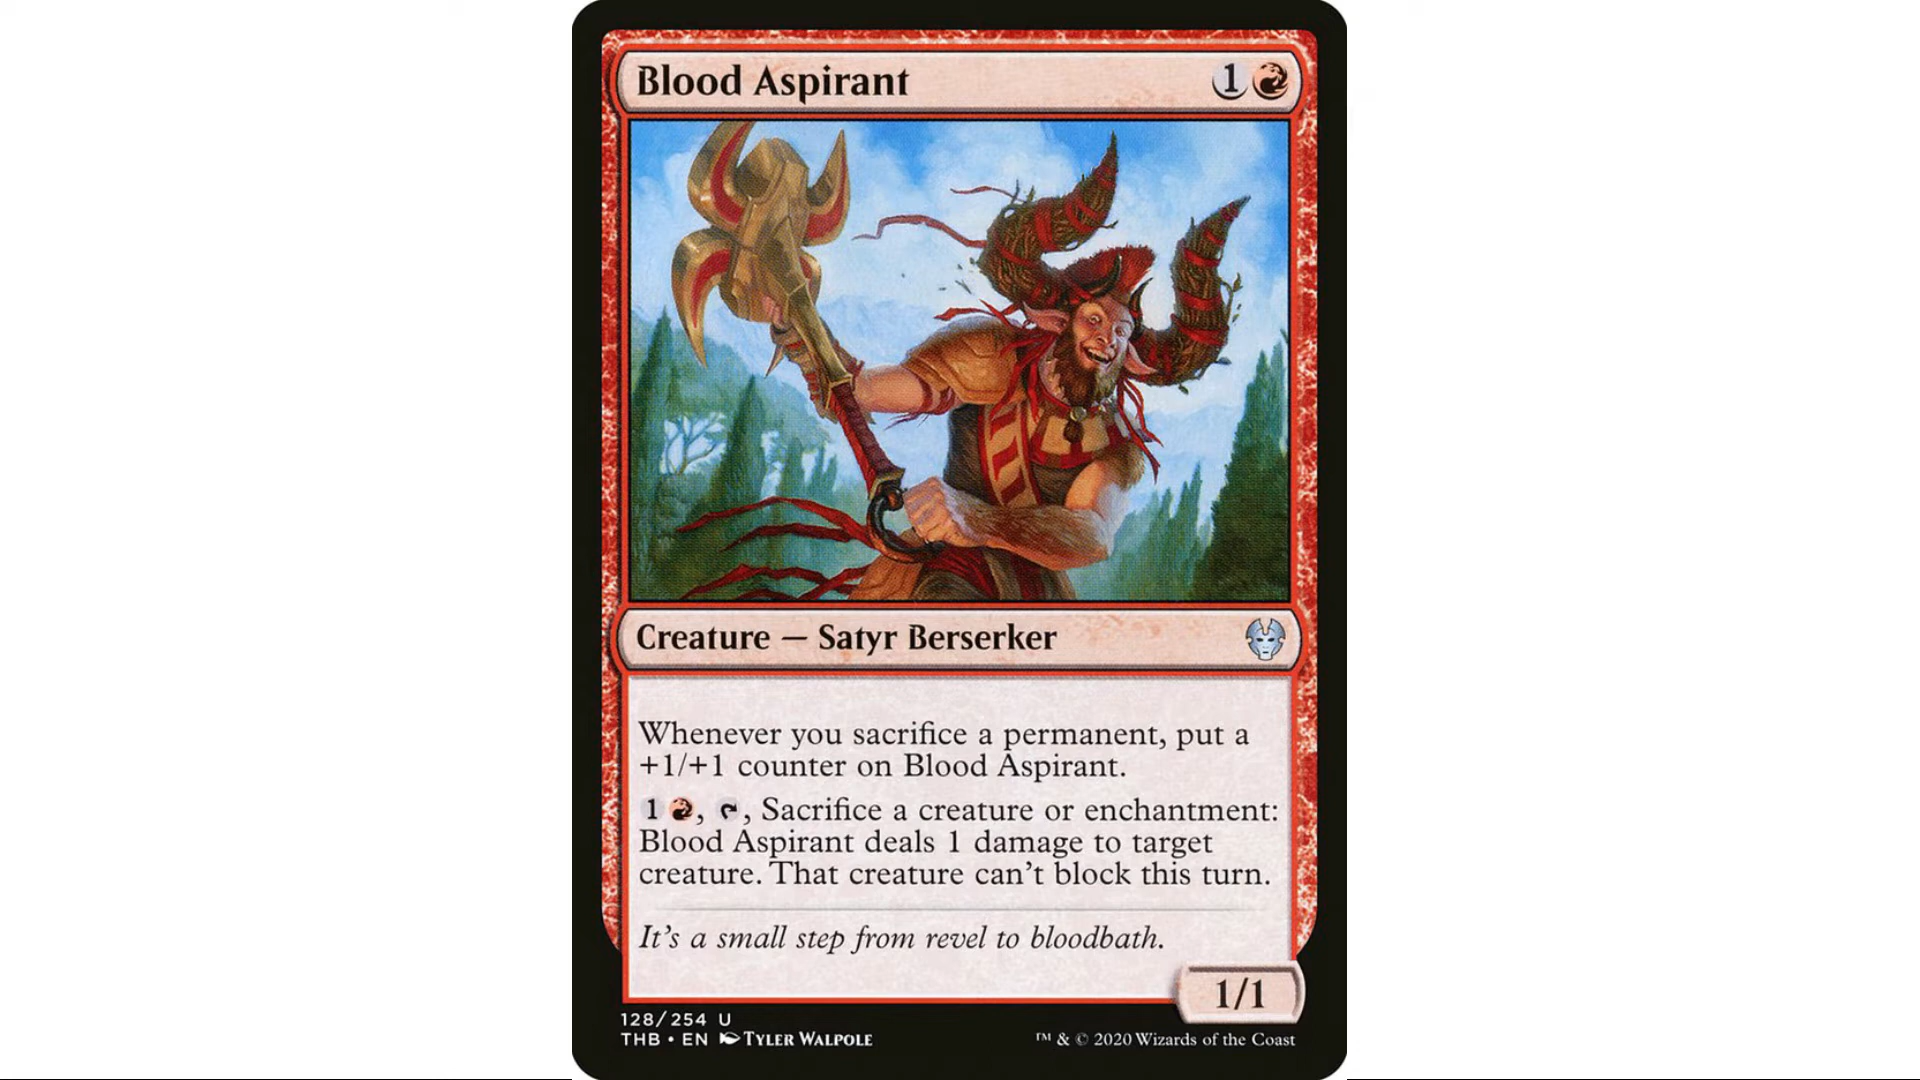 Blood Aspirant 1
Creature — Satyr Berserker
Whenever you sacrifice a permanent, put a
+1/+1 counter on Blood Aspirant.
1 , , Sacrifice a creature or enchantment:
Blood Aspirant deals 1 damage to target
creature. That creature can't block this turn.
It's a small step from revel to bloodbath.
1/1
128/254 U
THB • EN TYLER WALPOLE
™ & © 2020 Wizards of the Coast